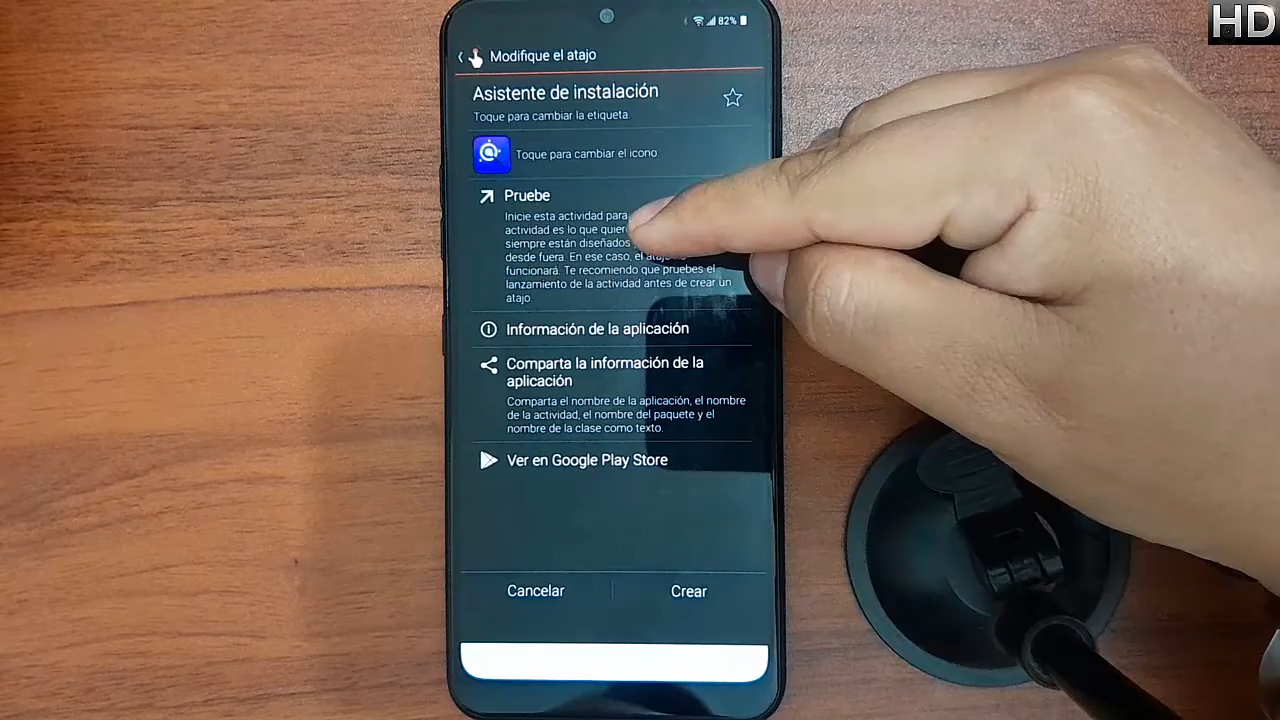 HD
82%
Modifique el atajo
Asistente de instalación
Toque para cambiar la etiqueta.
Toque para cambiar el icono.
Pruebe
Inicie esta actividad para
actividad es lo que
siempre están diseñados
desde fuera. En ese caso, el
funcionará. Te recomiendo que pruebes el
lanzamiento de la actividad antes de crear un
atajo.
Información de la aplicación
Comparta la información de la
aplicación
Comparta el nombre de la aplicación, el nombre
de la actividad, el nombre del paquete y el
nombre de la clase como texto.
Ver en Google Play Store
Cancelar
Crear